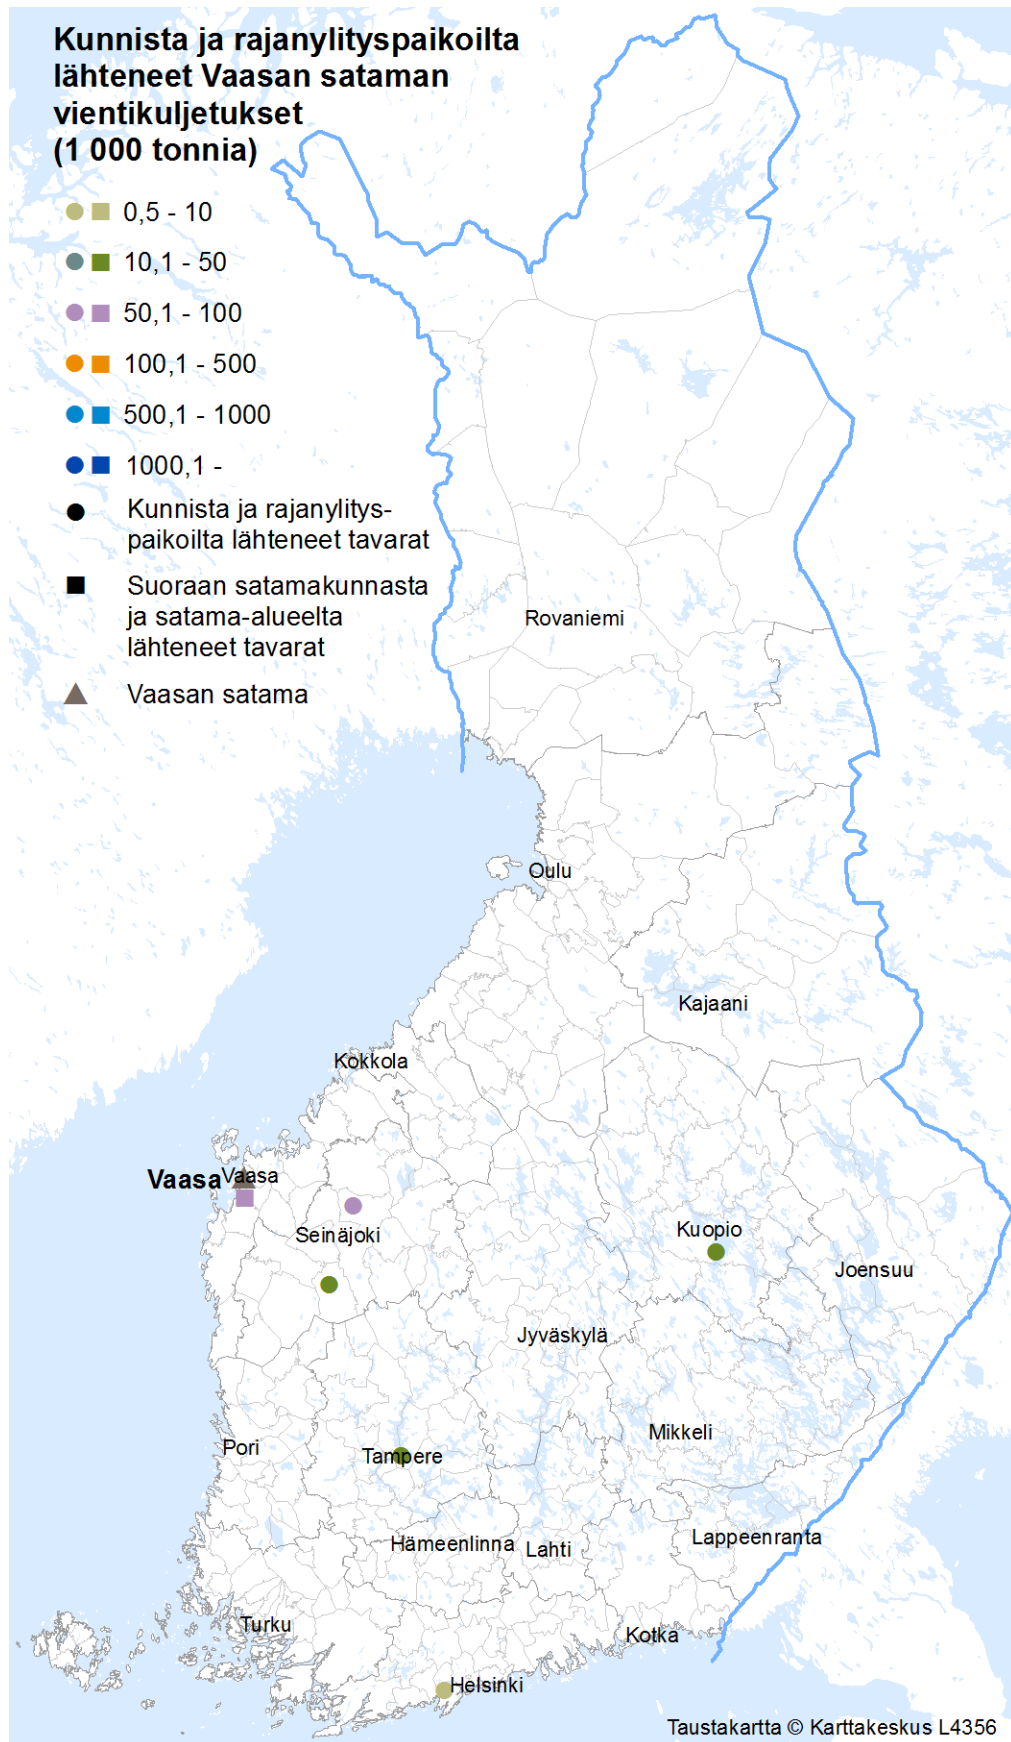 Kunnista ja rajanylityspaikoilta
lähteneet Vaasan sataman
vientikuljetukset
(1 000 tonnia)
0,5 - 10
10,1 - 50
50,1 - 100
100,1 - 500
500,1 - 1000
1000,1 -
Kunnista ja rajanylitys-
paikoilta lähteneet tavarat
Suoraan satamakunnasta
ja satama-alueelta
lähteneet tavarat
Vaasan satama
Rovaniemi
Oulu
Kajaani
Kokkola
Vaasa
Vaasa
Seinäjoki
Kuopio
Joensuu
Jyväskylä
Mikkeli
Pori
Tampere
Hämeenlinna
Lahti
Lappeenranta
Turku
Kotka
Helsinki
Taustakartta © Karttakeskus L4356